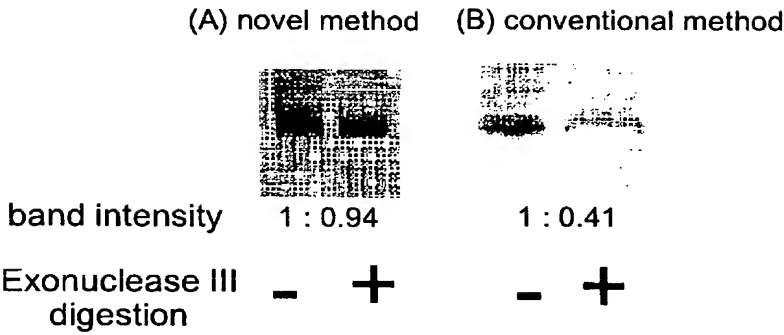 (A) novel method (B) conventional method
band intensity 1 : 0.94 1 : 0.41
Exonuclease III - + - +
digestion